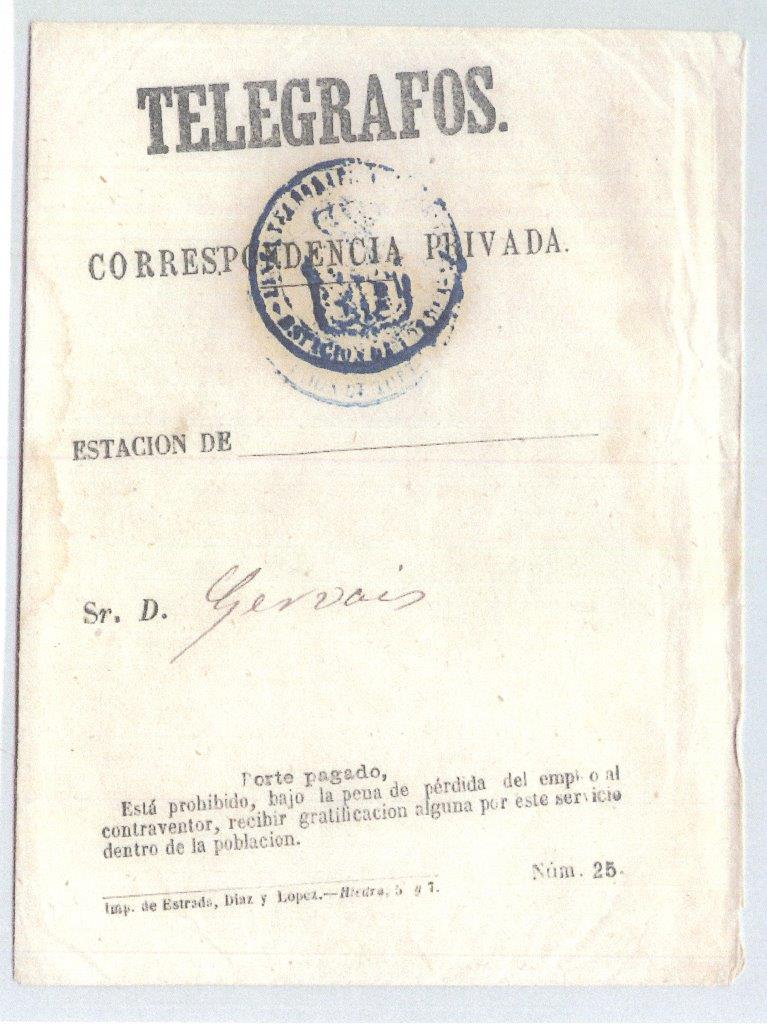 TELEGRAFOS.
CORRESPONDENCIA PRIVADA.
ESTACION DE
ESTACION DE
Sr. D. Gervais
Porte pagado,
Está prohibido, bajo la pena de pérdida del empleo al
contraventor, recibir gratificacion alguna por este servicio
dentro de la poblacion.
Núm. 25.
Imp. de Estrada, Diaz y Lopez.—Hiedra, 5 y 7.